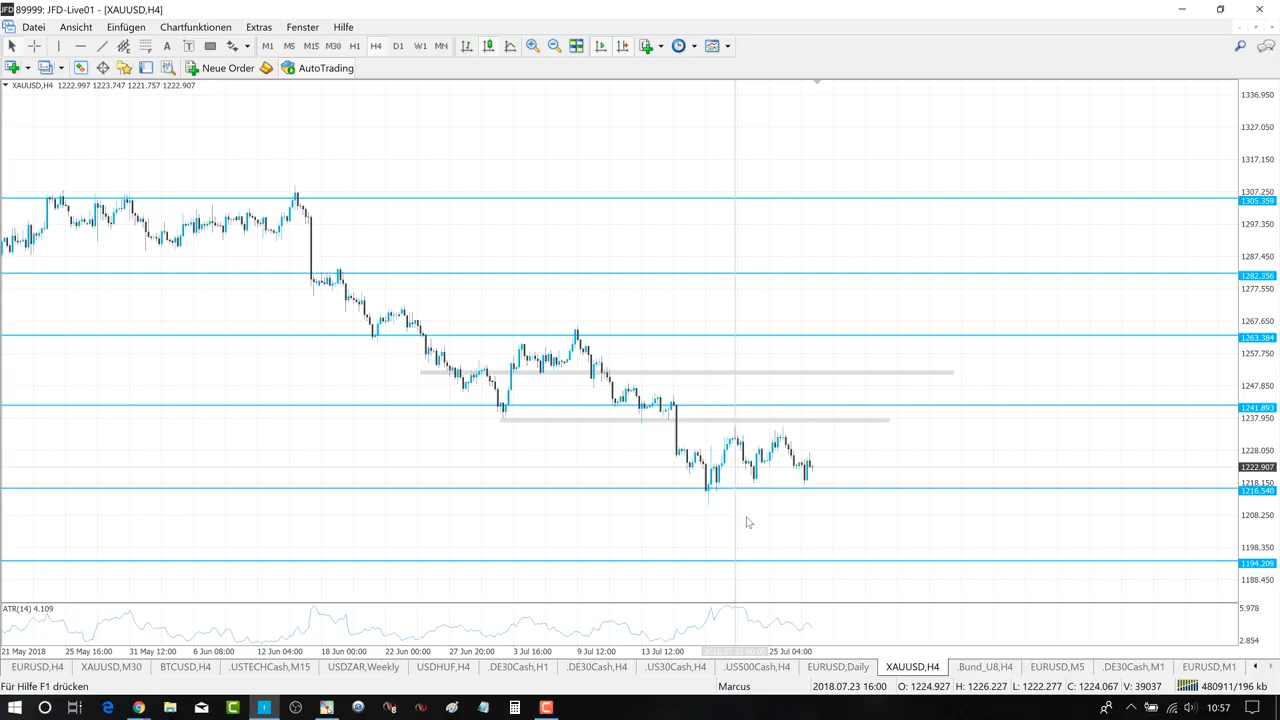 89999: JFD-Live01 - [XAUUSD,H4]
Datei Ansicht Einfügen Chartfunktionen Extras Fenster Hilfe
A T M1 M5 M15 M30 H1 H4 D1 W1 MN
New Order AutoTrading
XAUUSD,H4 1222.997 1223.747 1221.757 1222.907
1336.950
1327.050
1317.150
1307.250
1305.359
1297.350
1287.450
1282.356
1277.550
1267.650
1263.384
1257.750
1247.850
1241.893
1237.950
1228.050
1222.907
1218.150
1216.540
1208.250
1198.350
1194.209
1188.450
ATR(14) 4.109
5.978
2.854
21 May 2018 25 May 16:00 31 May 12:00 6 Jun 08:00 12 Jun 04:00 18 Jun 00:00 22 Jun 00:00 27 Jun 20:00 3 Jul 16:00 9 Jul 12:00 13 Jul 12:00 25 Jul 04:00
EURUSD,H4 XAUUSD,M30 BTCUSD,H4 .USTECHCash,M15 USDZAR,Weekly USDHUF,H4 .DE30Cash,H1 .DE30Cash,H4 .US30Cash,H4 .US500Cash,H4 EURUSD,Daily XAUUSD,H4 .Bund_U8,H4 EURUSD,M5 .DE30Cash,M1 EURUSD,M1
Für Hilfe F1 drücken Marcus 2018.07.23 16:00 O: 1224.927 H: 1226.227 L: 1222.277 C: 1224.067 V: 39037 480911/196 kb
10:57